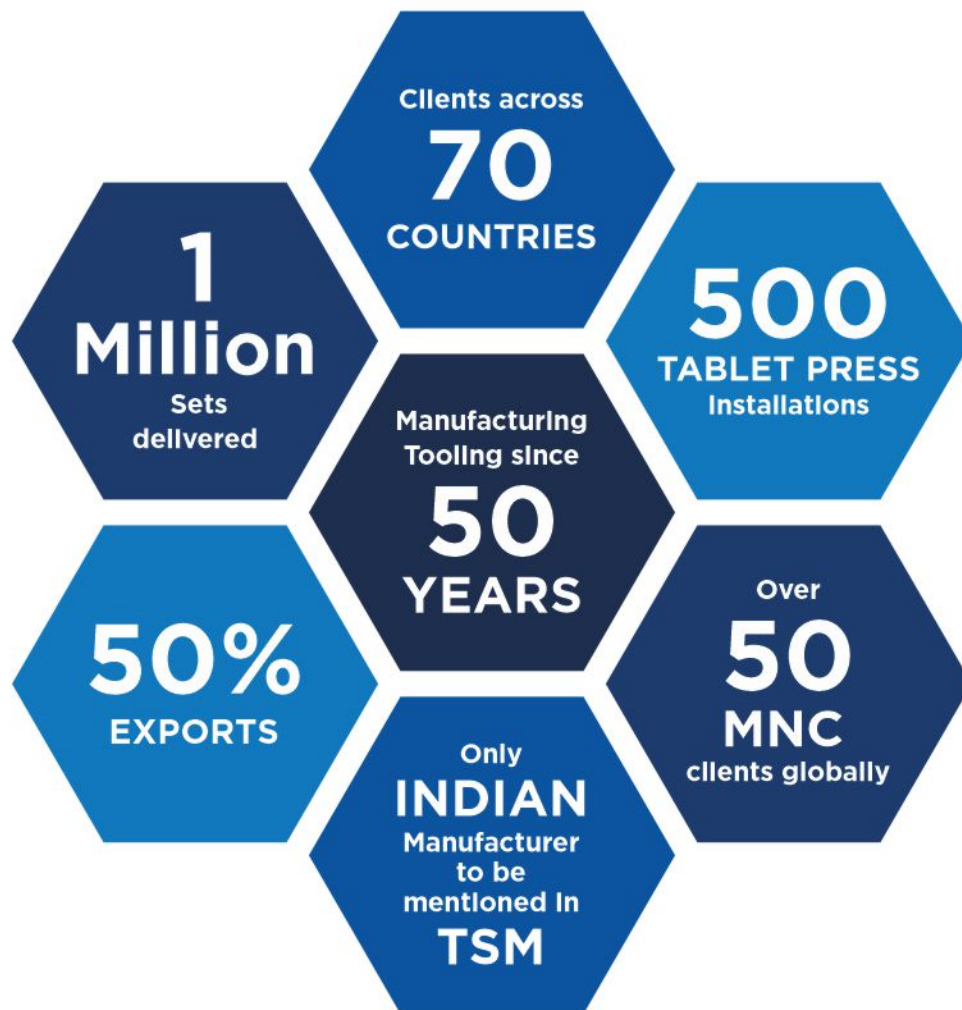 Clients across
70
COUNTRIES
1
Million
Sets
delivered
500
TABLET PRESS
Installations
Manufacturing
Tooling since
50
YEARS
50%
EXPORTS
Over
50
MNC
clients globally
Only
INDIAN
Manufacturer
to be
mentioned in
TSM